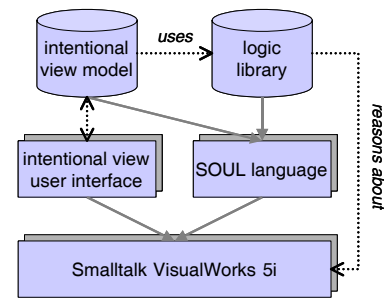 intentional
view model
uses
logic
library
reasons about
intentional view
user interface
SOUL language
Smalltalk VisualWorks 5i